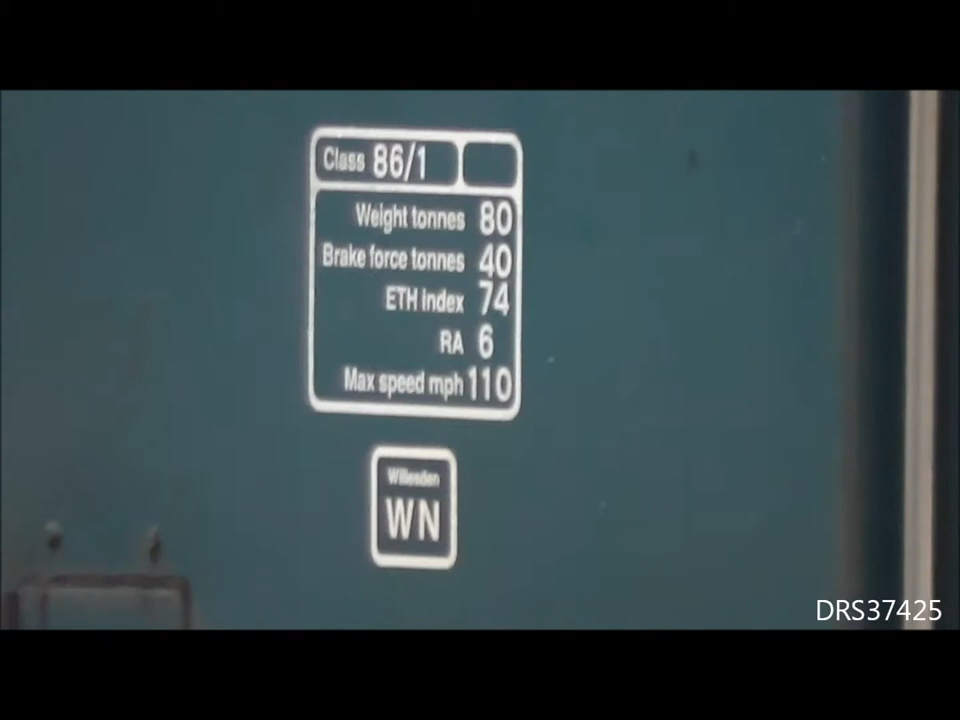 Class 86/1
Weight tonnes 80
Brake force tonnes 40
ETH index 74
RA 6
Max speed mph 110
Willesden
WN
DRS37425